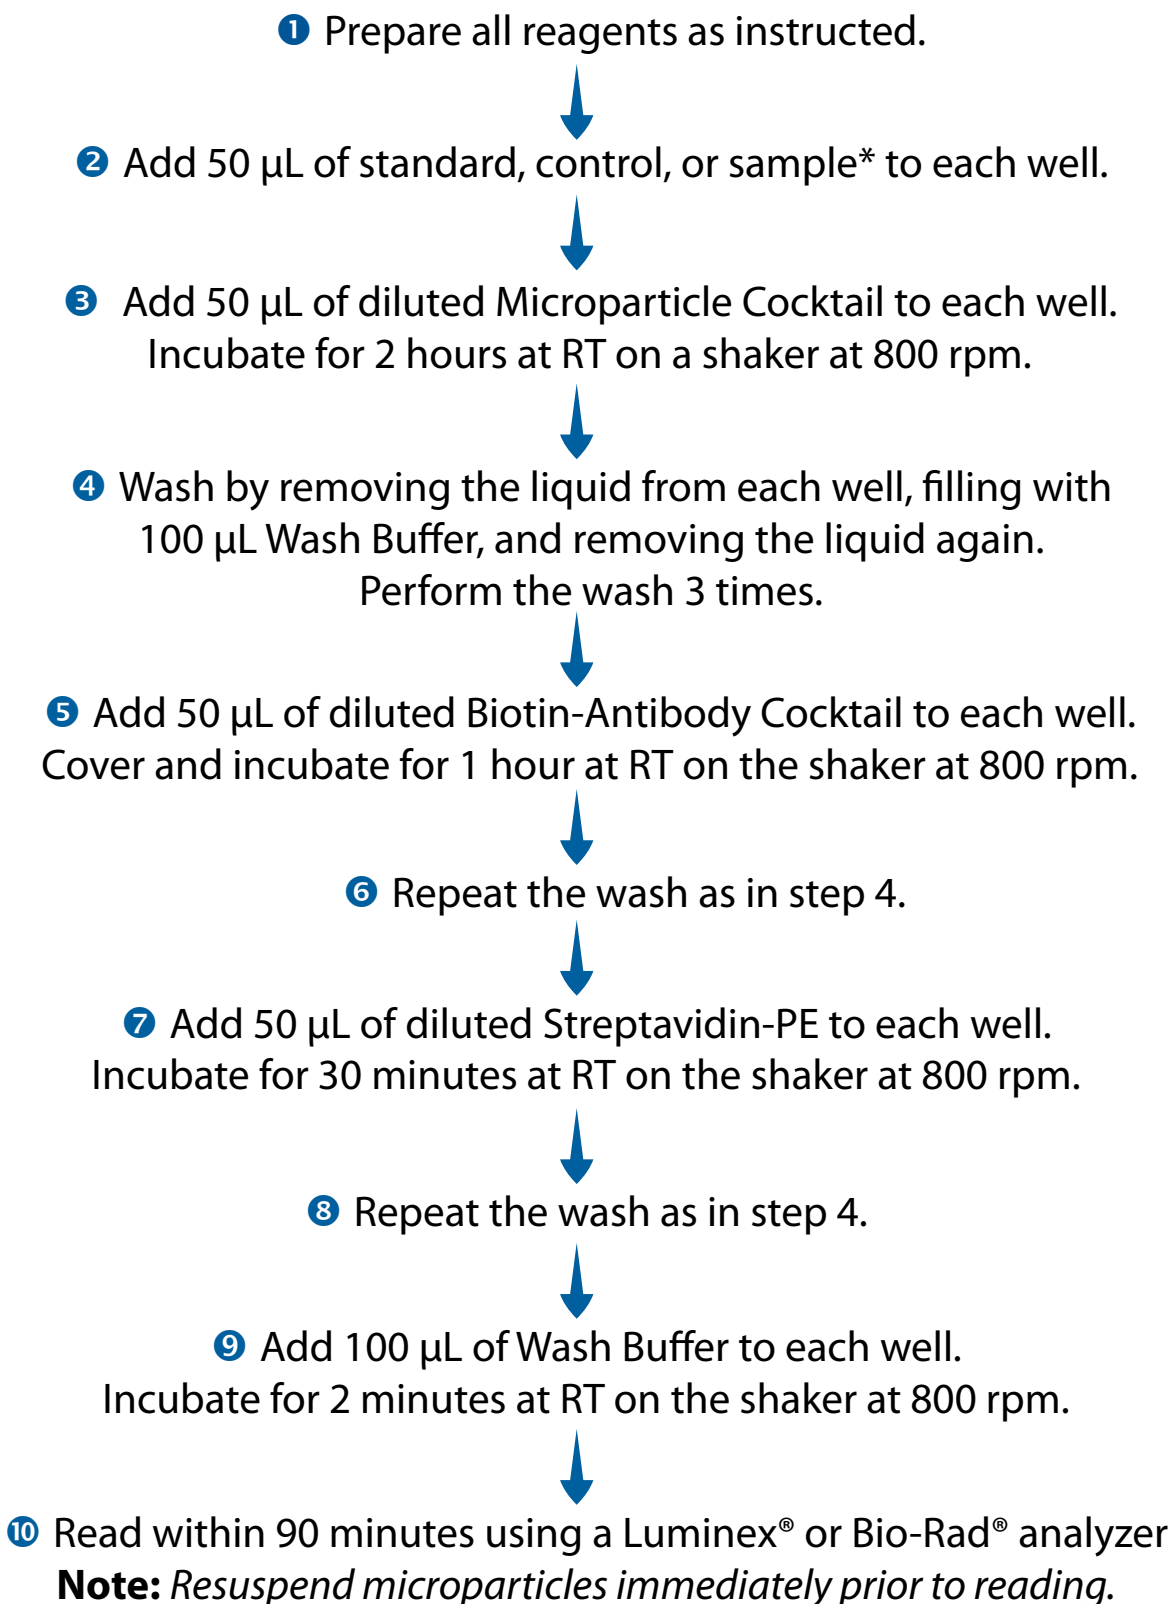 ❶ Prepare all reagents as instructed.
❷ Add 50 µL of standard, control, or sample* to each well.
❸ Add 50 µL of diluted Microparticle Cocktail to each well.
Incubate for 2 hours at RT on a shaker at 800 rpm.
❹ Wash by removing the liquid from each well, filling with
100 µL Wash Buffer, and removing the liquid again.
Perform the wash 3 times.
❺ Add 50 µL of diluted Biotin-Antibody Cocktail to each well.
Cover and incubate for 1 hour at RT on the shaker at 800 rpm.
❻ Repeat the wash as in step 4.
❼ Add 50 µL of diluted Streptavidin-PE to each well.
Incubate for 30 minutes at RT on the shaker at 800 rpm.
❽ Repeat the wash as in step 4.
❾ Add 100 µL of Wash Buffer to each well.
Incubate for 2 minutes at RT on the shaker at 800 rpm.
❿ Read within 90 minutes using a Luminex® or Bio-Rad® analyzer
Note: Resuspend microparticles immediately prior to reading.